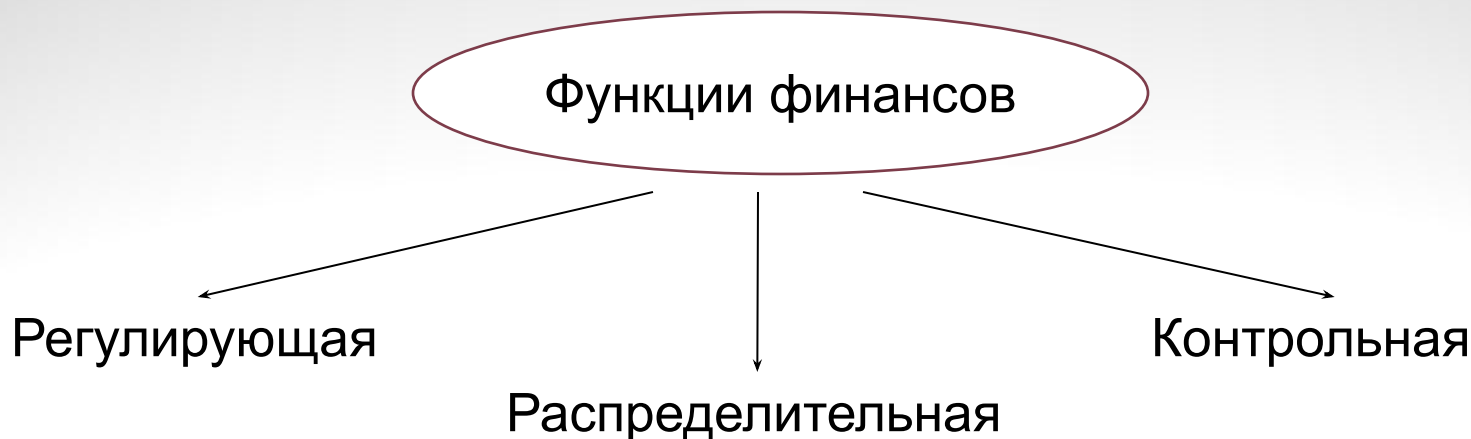 Функции финансов
Регулирующая
Контрольная
Распределительная